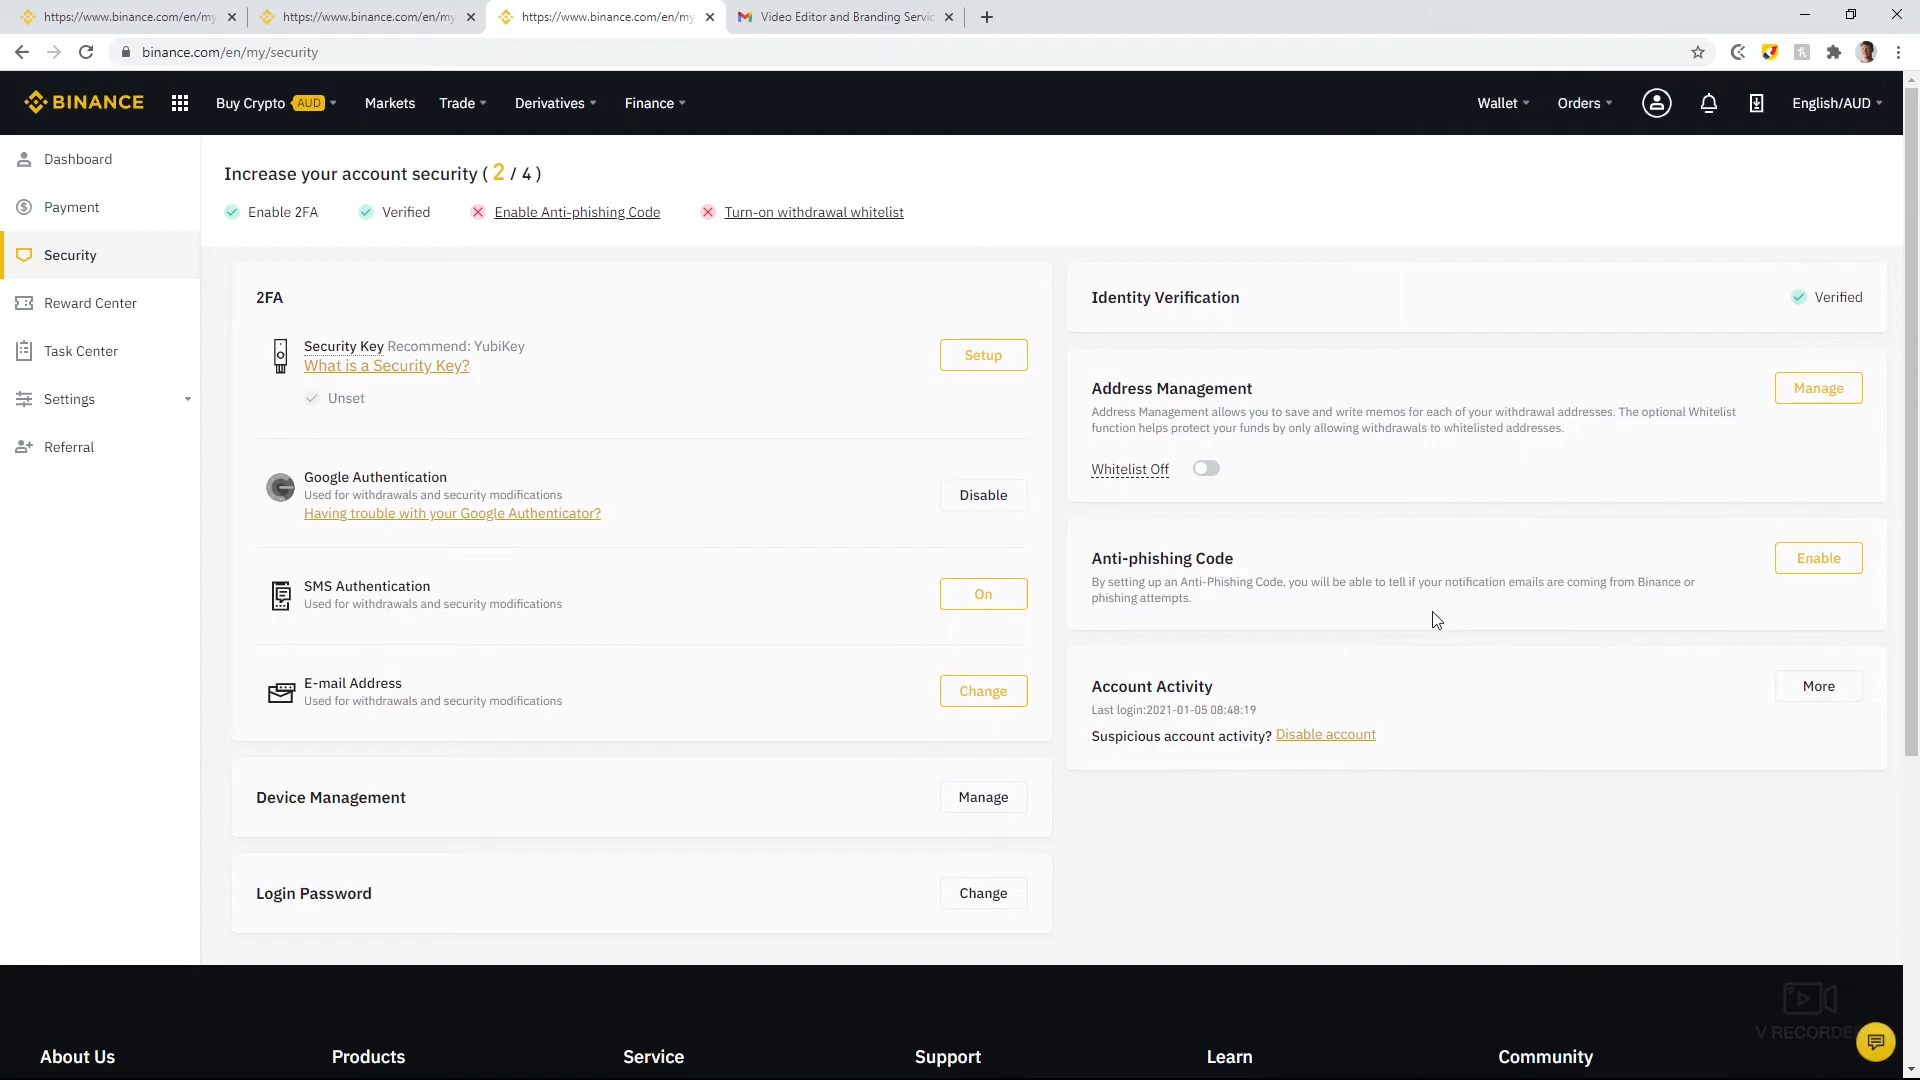 https://www.binance.com/en/my
https://www.binance.com/en/my
https://www.binance.com/en/my
Video Editor and Branding Servic
binance.com/en/my/security
BINANCE
Buy Crypto AUD
Markets
Trade
Derivatives
Finance
Wallet
Orders
English/AUD
Dashboard
Payment
Security
Reward Center
Task Center
Settings
Referral
Increase your account security ( 2 / 4 )
Enable 2FA
Verified
Enable Anti-phishing Code
Turn-on withdrawal whitelist
2FA
Security Key Recommend: YubiKey
What is a Security Key?
Unset
Setup
Google Authentication
Used for withdrawals and security modifications
Having trouble with your Google Authenticator?
Disable
SMS Authentication
Used for withdrawals and security modifications
On
E-mail Address
Used for withdrawals and security modifications
Change
Device Management
Manage
Login Password
Change
Identity Verification
Verified
Address Management
Manage
Address Management allows you to save and write memos for each of your withdrawal addresses. The optional Whitelist
function helps protect your funds by only allowing withdrawals to whitelisted addresses.
Whitelist Off
Anti-phishing Code
Enable
By setting up an Anti-Phishing Code, you will be able to tell if your notification emails are coming from Binance or
phishing attempts.
Account Activity
More
Last login:2021-01-05 08:48:19
Suspicious account activity? Disable account
V RECORDE
About Us
Products
Service
Support
Learn
Community